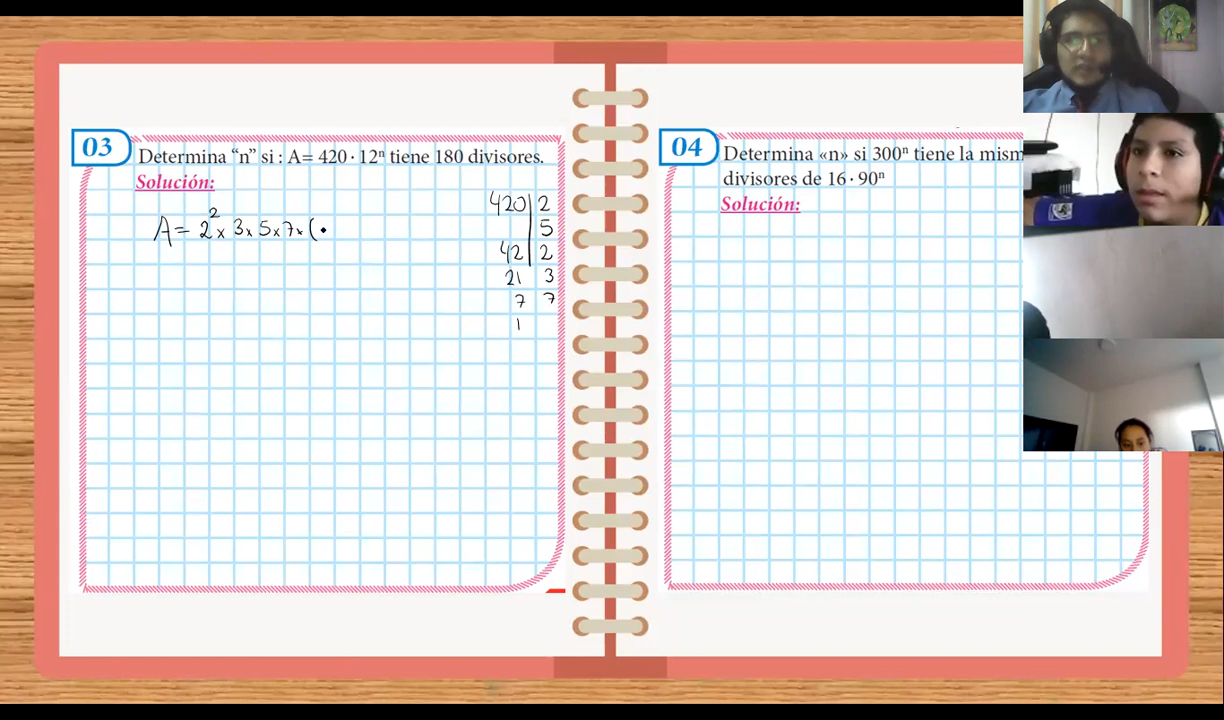 03
Determina “n” si : A= 420 · 12ⁿ tiene 180 divisores.
Solución:
A= 2² x 3 x 5 x 7 x (
420 | 2
5
42 | 2
21 3
7 7
1
04
Determina «n» si 300ⁿ tiene la mism
divisores de 16 · 90ⁿ
Solución: